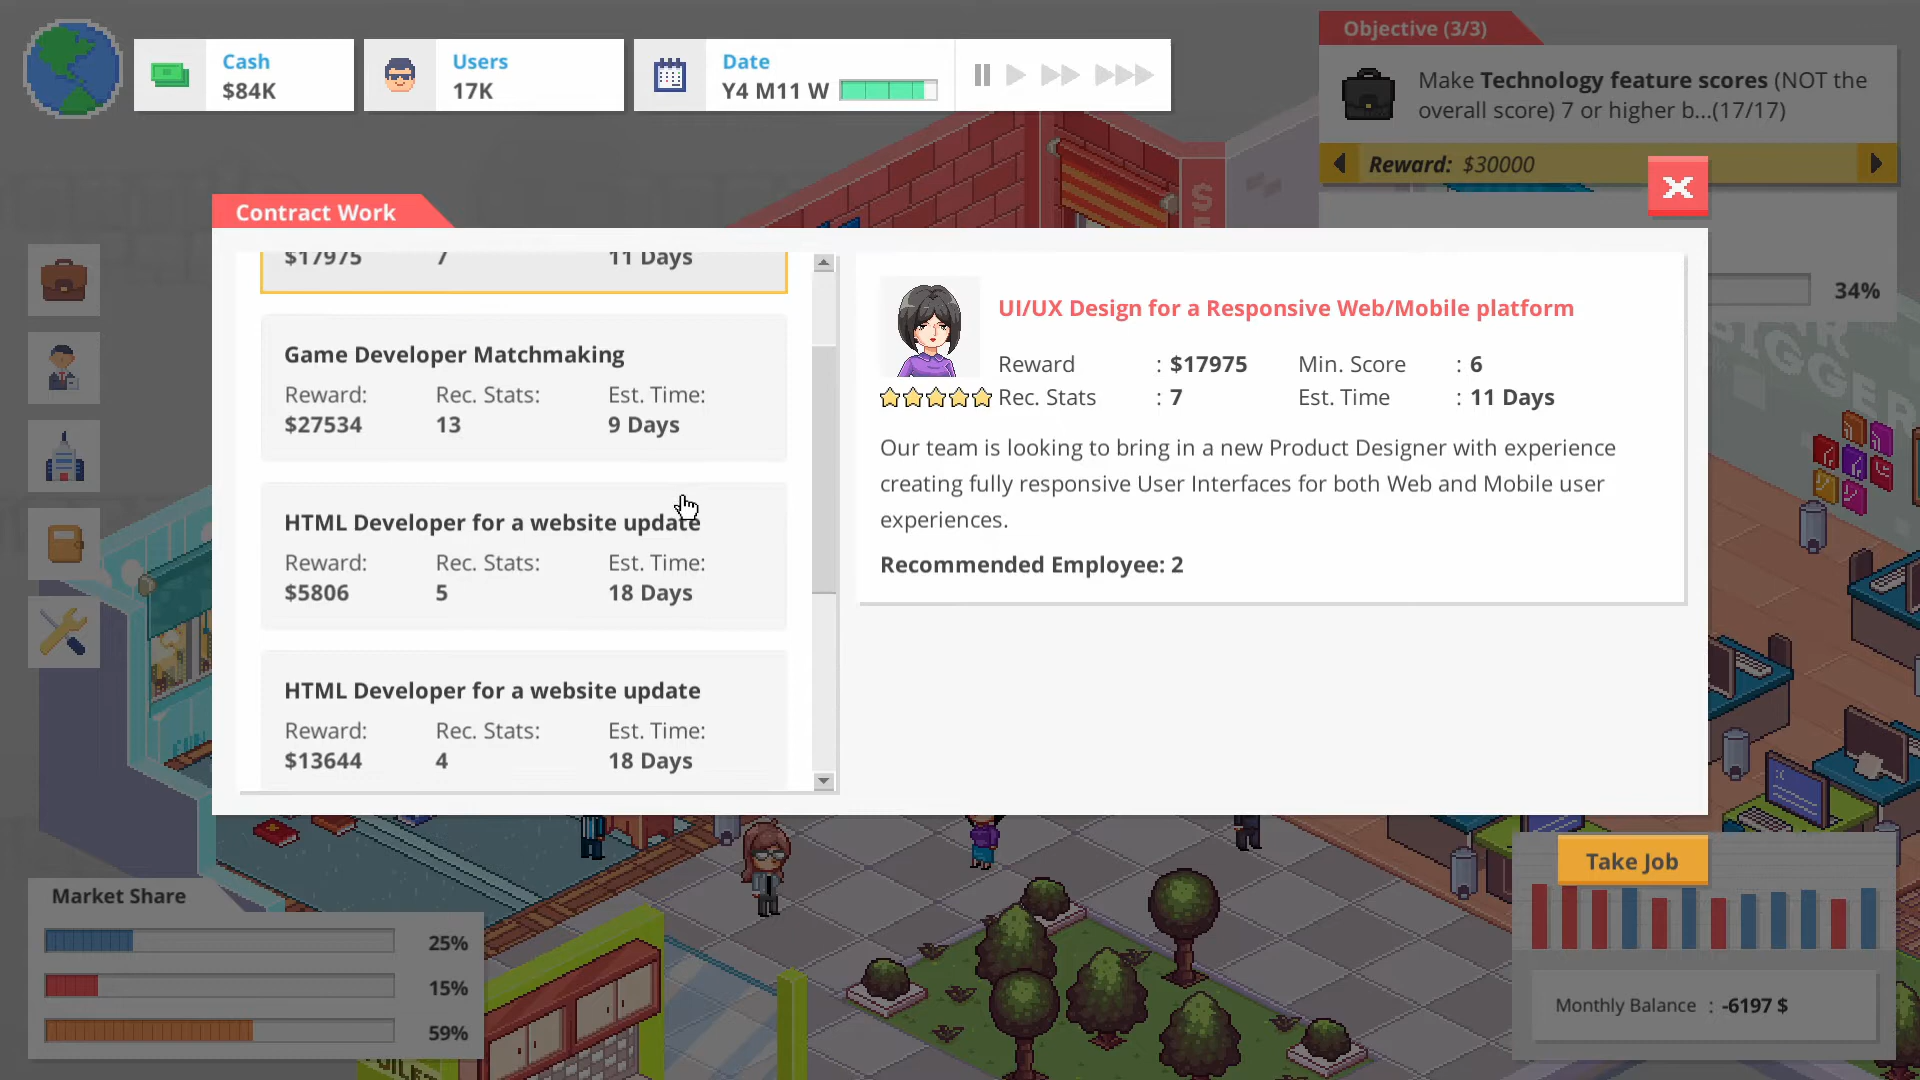 Cash
$84K
Users
17K
Date
Y4 M11 W
Objective (3/3)
Make Technology feature scores (NOT the
overall score) 7 or higher b...(17/17)
Reward: $30000
34%
Contract Work
$17975 7 11 Days
Game Developer Matchmaking
Reward: Rec. Stats: Est. Time:
$27534 13 9 Days
HTML Developer for a website update
Reward: Rec. Stats: Est. Time:
$5806 5 18 Days
HTML Developer for a website update
Reward: Rec. Stats: Est. Time:
$13644 4 18 Days
UI/UX Design for a Responsive Web/Mobile platform
Reward : $17975 Min. Score : 6
Rec. Stats : 7 Est. Time : 11 Days
Our team is looking to bring in a new Product Designer with experience
creating fully responsive User Interfaces for both Web and Mobile user
experiences.
Recommended Employee: 2
Take Job
Market Share
25%
15%
59%
Monthly Balance : -6197 $
BIGGER